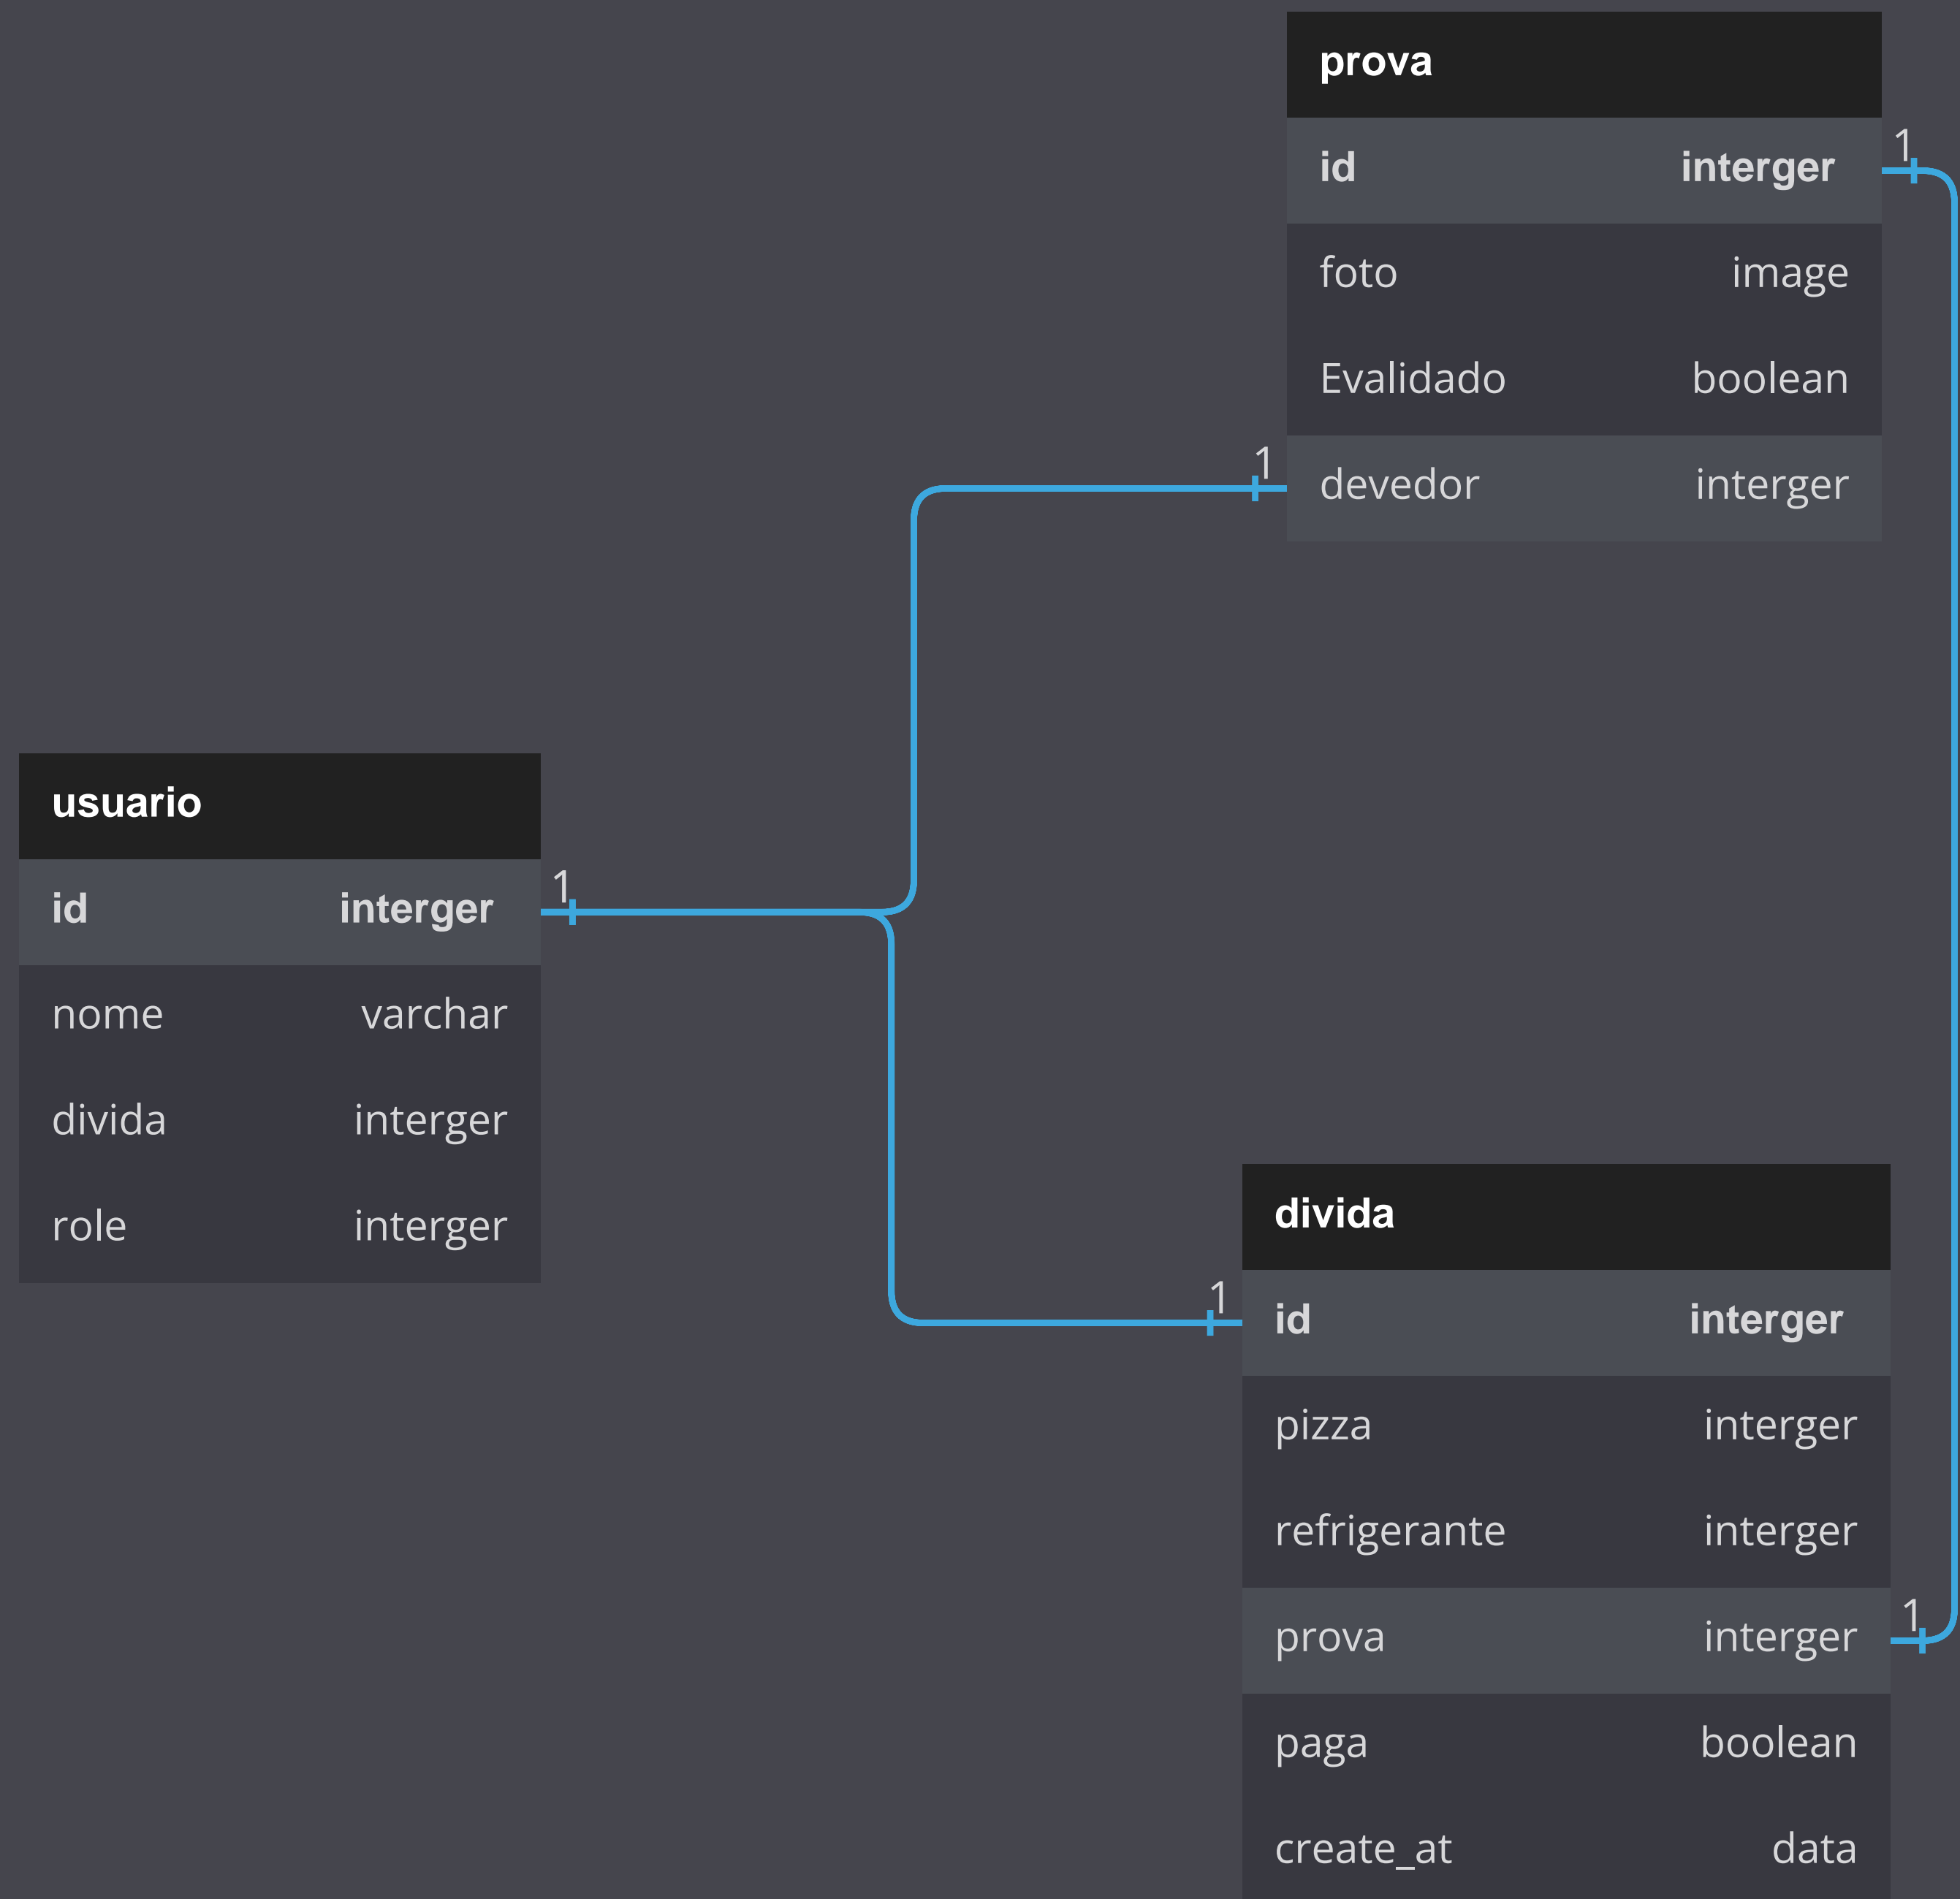 prova
1
id interger
foto image
Evalidado boolean
1
devedor interger
usuario
1
id interger
nome varchar
divida interger
role interger
divida
1
id interger
pizza interger
refrigerante interger
1
prova interger
paga boolean
create_at data